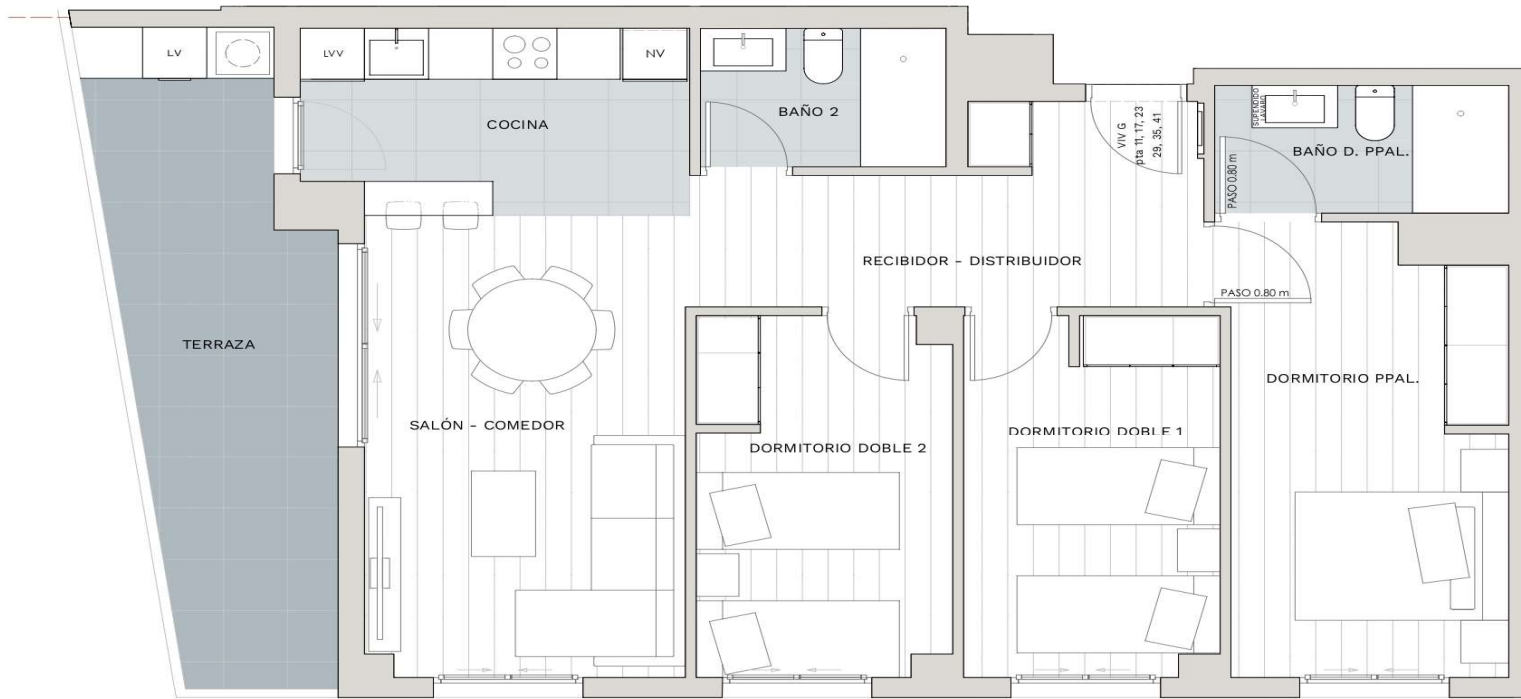 LV
LVV
NV
COCINA
BAÑO 2
VIV G
pta 11, 17, 23
29, 35, 41
SUPENDIDO
LAVABO
BAÑO D. PPAL.
PASO 0.80 m
RECIBIDOR - DISTRIBUIDOR
PASO 0.80 m
TERRAZA
DORMITORIO PPAL.
SALÓN - COMEDOR
DORMITORIO DOBLE 2
DORMITORIO DOBLE 1